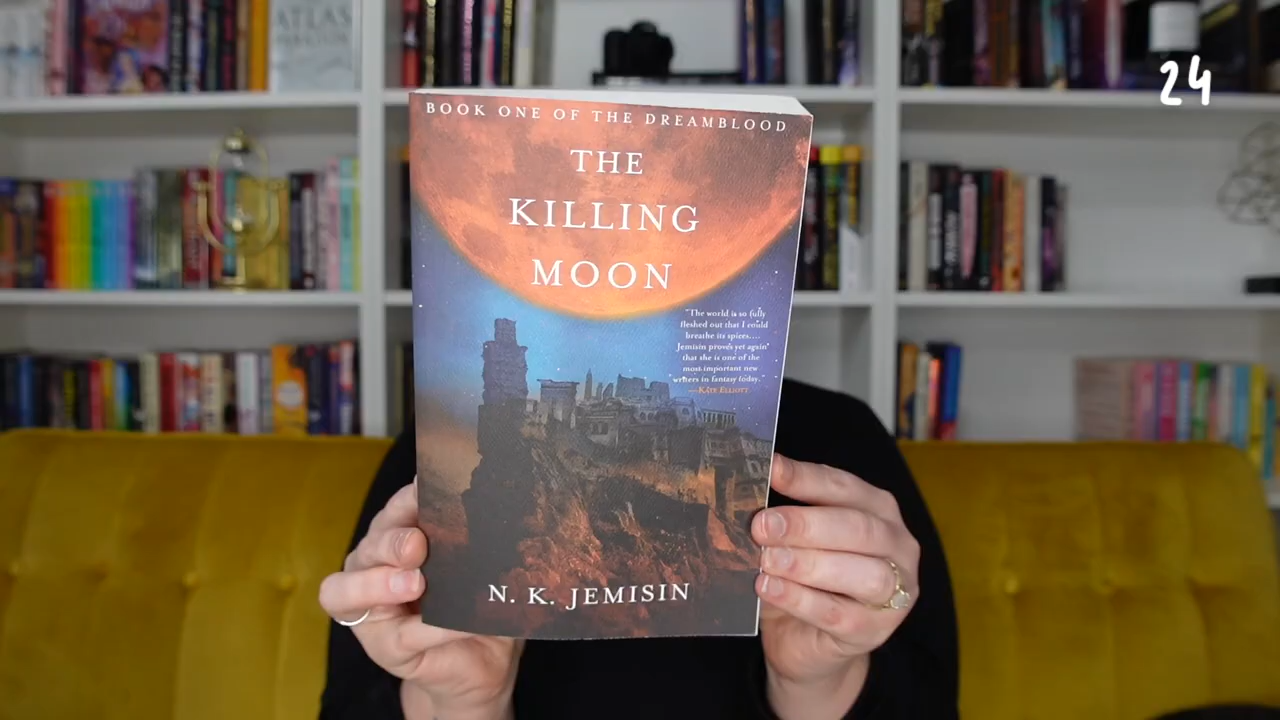 24
BOOK ONE OF THE DREAMBLOOD
THE
KILLING
MOON
"The world is so fully
fleshed out that I could
breathe its spices....
Jemisin proves yet again
that she is one of the
most important new
writers in fantasy today."
—KATE ELLIOTT
N. K. JEMISIN
ATLAS